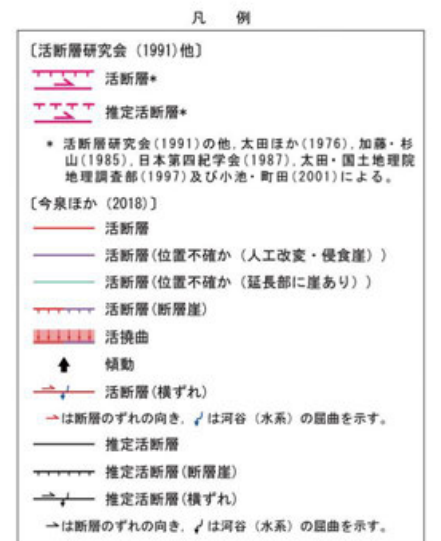 凡 例
〔活断層研究会(1991)他〕
活断層*
推定活断層*
* 活断層研究会(1991)の他,太田ほか(1976),加藤・杉
山(1985),日本第四紀学会(1987),太田・国土地理院
地理調査部(1997)及び小池・町田(2001)による。
〔今泉ほか(2018)〕
活断層
活断層(位置不確か(人工改変・侵食崖))
活断層(位置不確か(延長部に崖あり))
活断層(断層崖)
活撓曲
傾動
活断層(横ずれ)
は断層のずれの向き, は河谷(水系)の屈曲を示す。
推定活断層
推定活断層(断層崖)
推定活断層(横ずれ)
は断層のずれの向き, は河谷(水系)の屈曲を示す。